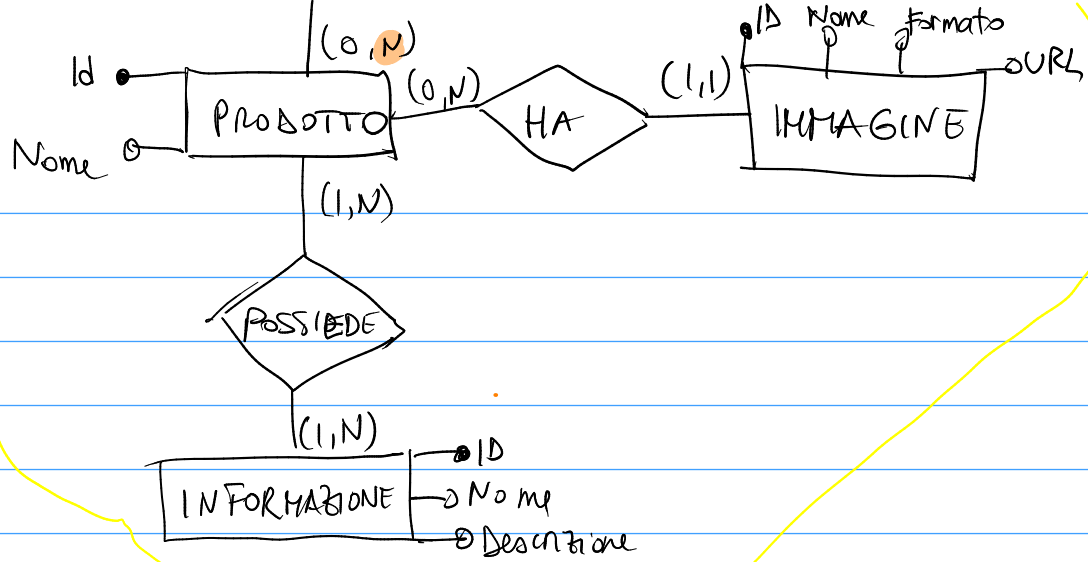 (0,N)
ID Nome Formato
URL
Id
(0,N)
(1,1)
PRODOTTO
HA
IMMAGINE
Nome
(1,N)
POSSIEDE
(1,N)
ID
INFORMAZIONE
Nome
Descrizione